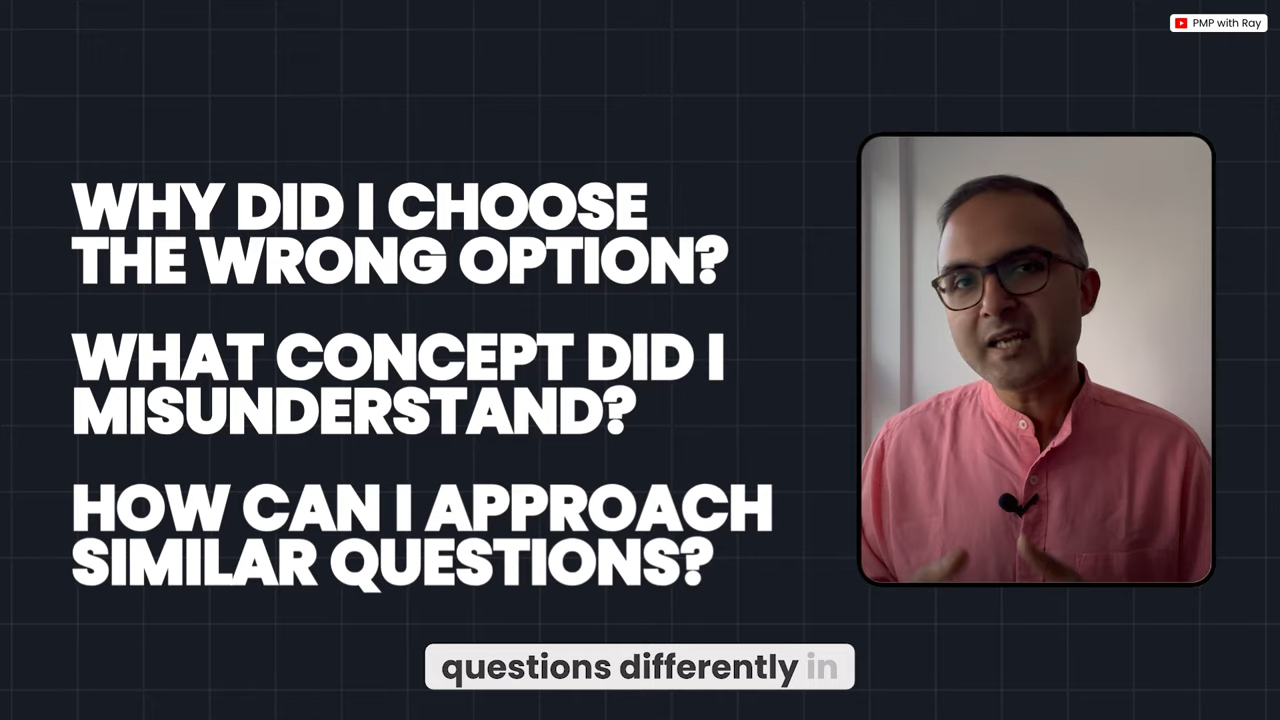 PMP with Ray
WHY DID I CHOOSE
THE WRONG OPTION?
WHAT CONCEPT DID I
MISUNDERSTAND?
HOW CAN I APPROACH
SIMILAR QUESTIONS?
questions differently in